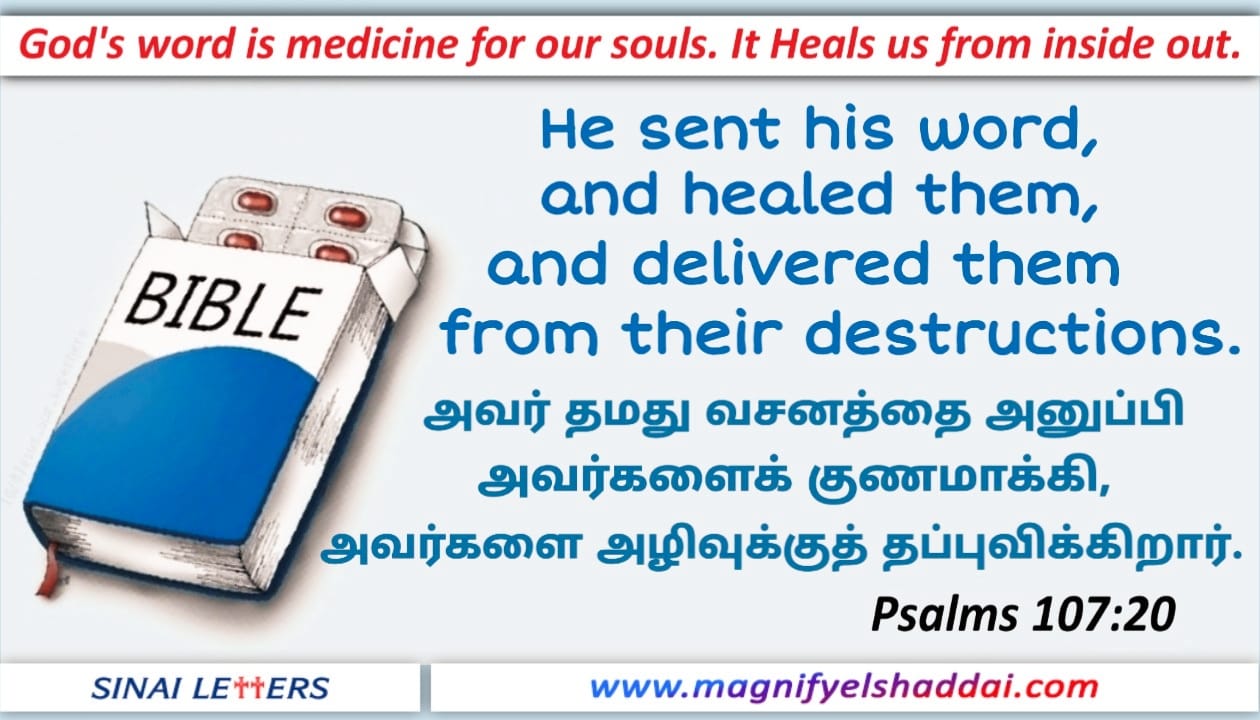 God's word is medicine for our souls. It Heals us from inside out.
He sent his word,
and healed them,
and delivered them
from their destructions.
BIBLE
அவர் தமது வசனத்தை அனுப்பி
அவர்களைக் குணமாக்கி,
அவர்களை அழிவுக்குத் தப்புவிக்கிறார்.
Psalms 107:20
SINAI LETTERS
www.magnifyelshaddai.com